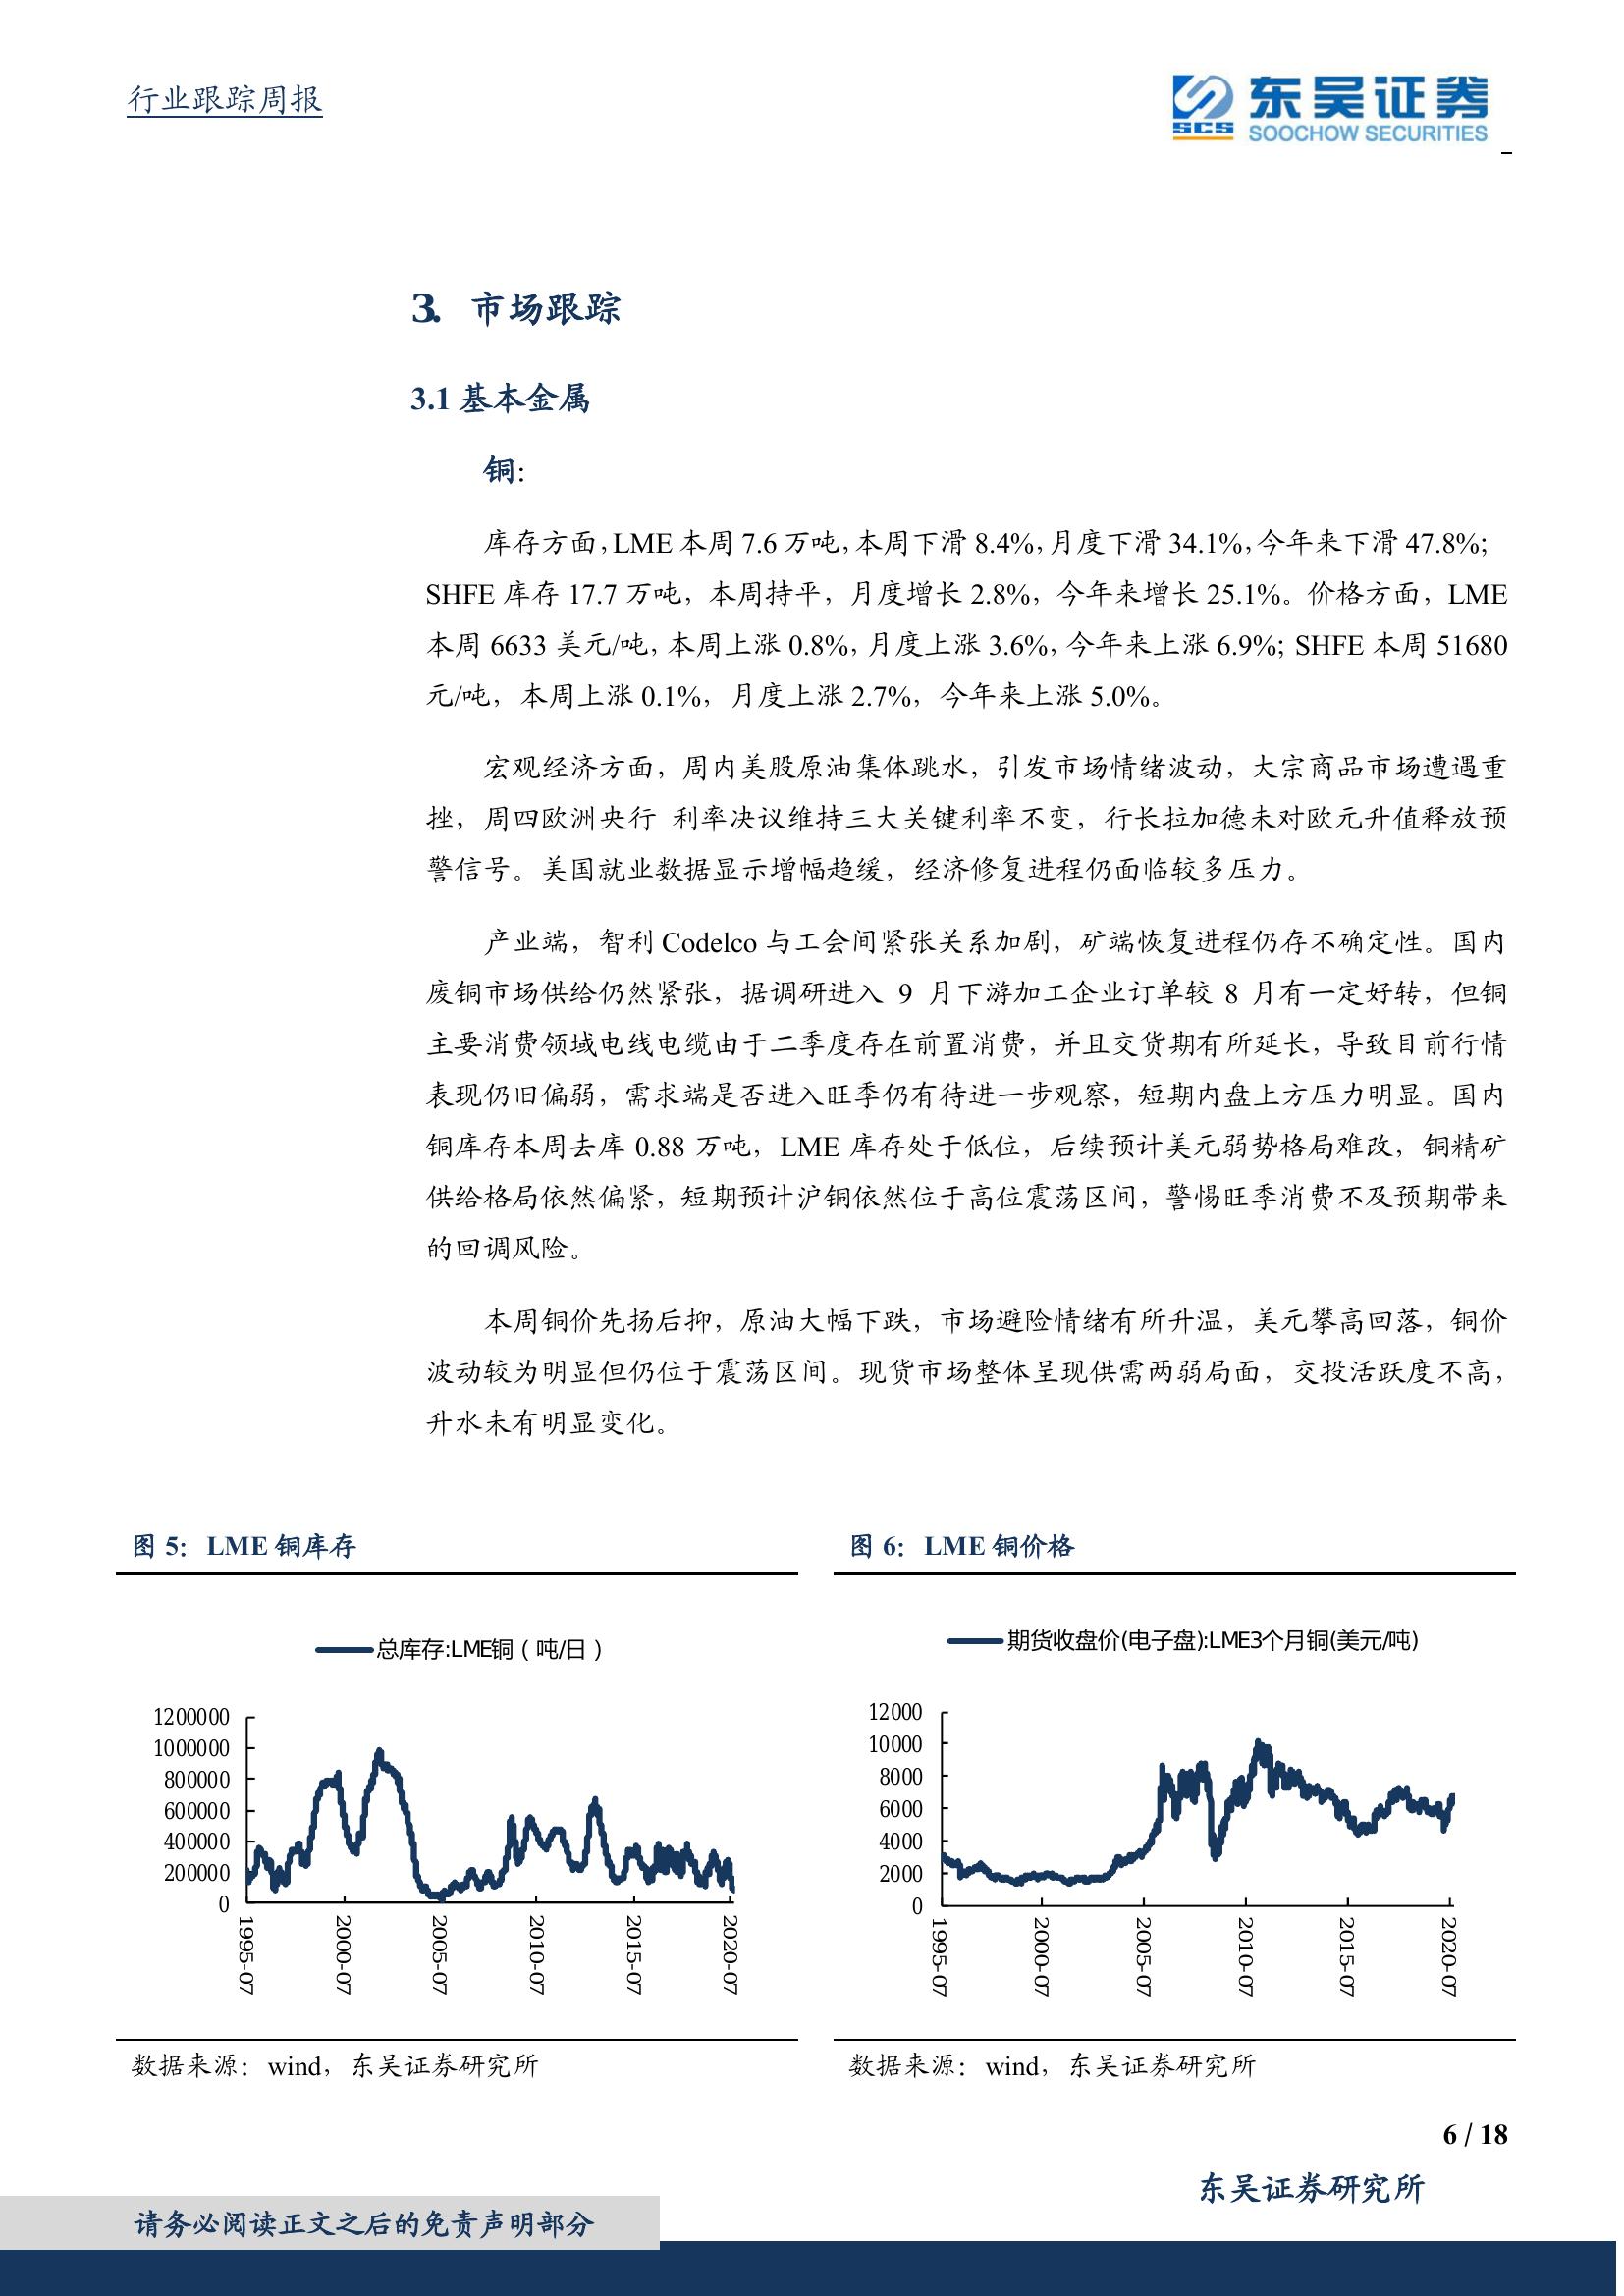 行业跟踪周报
SCS 东吴证券
SOOCHOW SECURITIES
3. 市场跟踪
3.1 基本金属
铜：
库存方面，LME 本周 7.6 万吨，本周下滑 8.4%，月度下滑 34.1%，今年来下滑 47.8%；
SHFE 库存 17.7 万吨，本周持平，月度增长 2.8%，今年来增长 25.1%。价格方面，LME
本周 6633 美元/吨，本周上涨 0.8%，月度上涨 3.6%，今年来上涨 6.9%；SHFE 本周 51680
元/吨，本周上涨 0.1%，月度上涨 2.7%，今年来上涨 5.0%。
宏观经济方面，周内美股原油集体跳水，引发市场情绪波动，大宗商品市场遭遇重
挫，周四欧洲央行 利率决议维持三大关键利率不变，行长拉加德未对欧元升值释放预
警信号。美国就业数据显示增幅趋缓，经济修复进程仍面临较多压力。
产业端，智利 Codelco 与工会间紧张关系加剧，矿端恢复进程仍存不确定性。国内
废铜市场供给仍然紧张，据调研进入 9 月下游加工企业订单较 8 月有一定好转，但铜
主要消费领域电线电缆由于二季度存在前置消费，并且交货期有所延长，导致目前行情
表现仍旧偏弱，需求端是否进入旺季仍有待进一步观察，短期内盘上方压力明显。国内
铜库存本周去库 0.88 万吨，LME 库存处于低位，后续预计美元弱势格局难改，铜精矿
供给格局依然偏紧，短期预计沪铜依然位于高位震荡区间，警惕旺季消费不及预期带来
的回调风险。
本周铜价先扬后抑，原油大幅下跌，市场避险情绪有所升温，美元攀高回落，铜价
波动较为明显但仍位于震荡区间。现货市场整体呈现供需两弱局面，交投活跃度不高，
升水未有明显变化。
图 5：LME 铜库存
总库存:LME铜（吨/日）
1200000
1000000
800000
600000
400000
200000
0
1995-07
2000-07
2005-07
2010-07
2015-07
2020-07
数据来源：wind，东吴证券研究所
图 6：LME 铜价格
期货收盘价(电子盘):LME3个月铜(美元/吨)
12000
10000
8000
6000
4000
2000
0
1995-07
2000-07
2005-07
2010-07
2015-07
2020-07
数据来源：wind，东吴证券研究所
6 / 18
东吴证券研究所
请务必阅读正文之后的免责声明部分